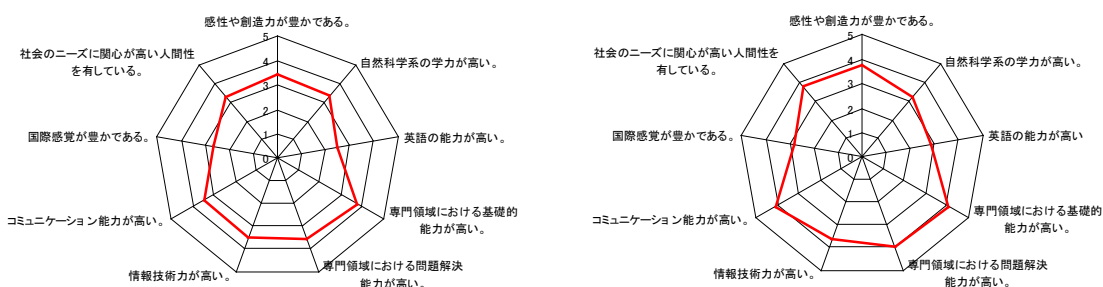 感性や創造力が豊かである。
5
4
3
2
1
0
自然科学系の学力が高い。
英語の能力が高い。
専門領域における基礎的
能力が高い。
専門領域における問題解決
能力が高い。
情報技術力が高い。
コミュニケーション能力が高い。
国際感覚が豊かである。
社会のニーズに関心が高い人間性
を有している。
感性や創造力が豊かである。
5
4
3
2
1
0
自然科学系の学力が高い。
英語の能力が高い
専門領域における基礎的
能力が高い。
専門領域における問題解決
能力が高い。
情報技術力が高い。
コミュニケーション能力が高い。
国際感覚が豊かである。
社会のニーズに関心が高い人間性を
有している。